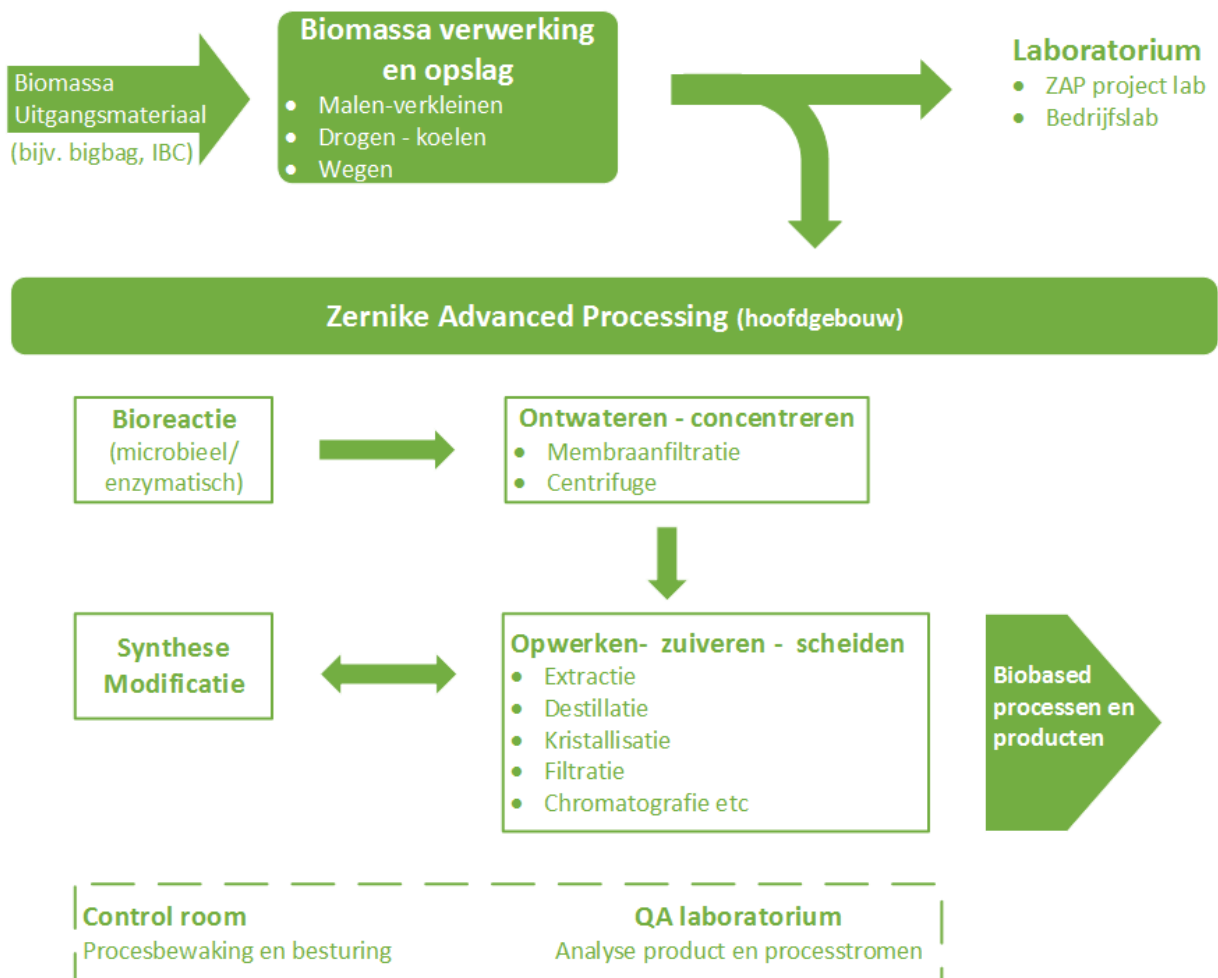 Biomassa
Uitgangsmateriaal
(bijv. bigbag, IBC)
Biomassa verwerking
en opslag
• Malen-verkleinen
• Drogen - koelen
• Wegen
Laboratorium
• ZAP project lab
• Bedrijfslab
Zernike Advanced Processing (hoofdgebouw)
Bioreactie
(microbieel/
enzymatisch)
Ontwateren - concentreren
• Membraanfiltratie
• Centrifuge
Synthese
Modificatie
Opwerken- zuiveren - scheiden
• Extractie
• Destillatie
• Kristallisatie
• Filtratie
• Chromatografie etc
Biobased
processen en
producten
Control room
Procesbewaking en besturing
QA laboratorium
Analyse product en processtromen